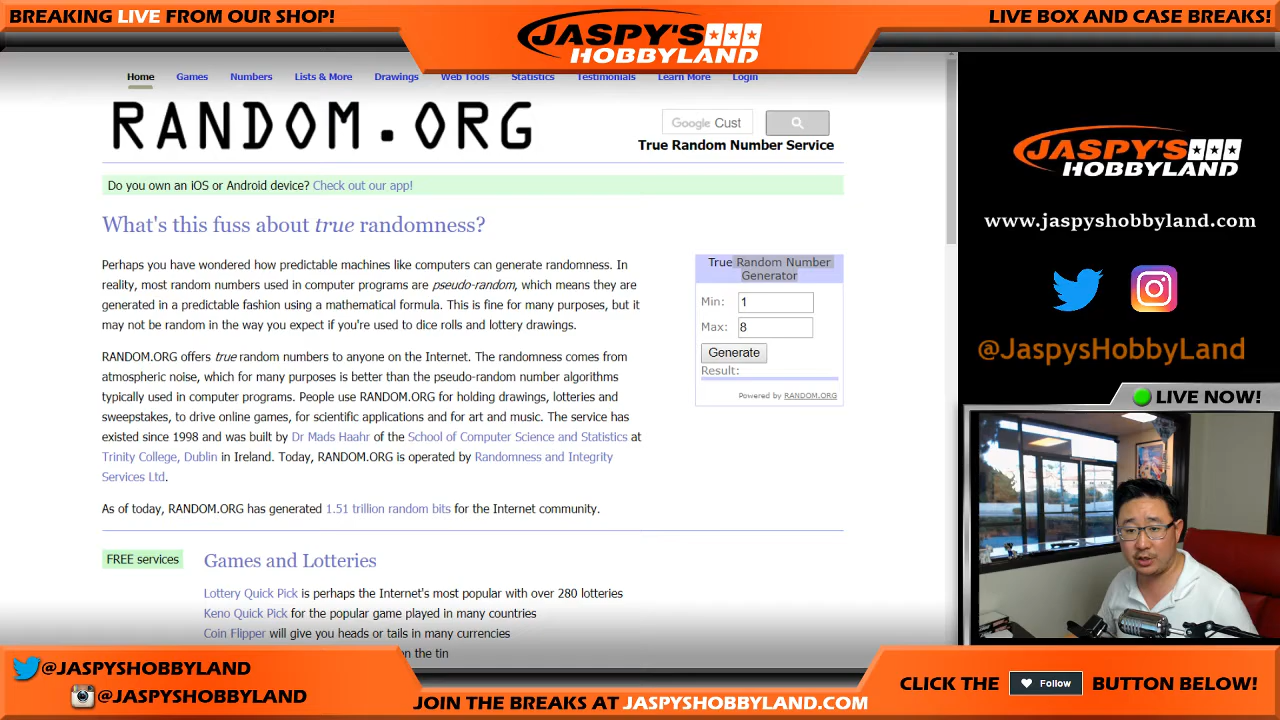 BREAKING LIVE FROM OUR SHOP!
JASPY'S
HOBBYLAND
LIVE BOX AND CASE BREAKS!
Home Games Numbers Lists & More Drawings Web Tools Statistics Testimonials Learn More Login
RANDOM.ORG
Google Cust
True Random Number Service
Do you own an iOS or Android device? Check out our app!
What's this fuss about true randomness?
Perhaps you have wondered how predictable machines like computers can generate randomness. In
reality, most random numbers used in computer programs are pseudo-random, which means they are
generated in a predictable fashion using a mathematical formula. This is fine for many purposes, but it
may not be random in the way you expect if you're used to dice rolls and lottery drawings.
RANDOM.ORG offers true random numbers to anyone on the Internet. The randomness comes from
atmospheric noise, which for many purposes is better than the pseudo-random number algorithms
typically used in computer programs. People use RANDOM.ORG for holding drawings, lotteries and
sweepstakes, to drive online games, for scientific applications and for art and music. The service has
existed since 1998 and was built by Dr Mads Haahr of the School of Computer Science and Statistics at
Trinity College, Dublin in Ireland. Today, RANDOM.ORG is operated by Randomness and Integrity
Services Ltd.
As of today, RANDOM.ORG has generated 1.51 trillion random bits for the Internet community.
True Random Number
Generator
Min: 1
Max: 8
Generate
Result:
Powered by RANDOM.ORG
FREE services
Games and Lotteries
Lottery Quick Pick is perhaps the Internet's most popular with over 280 lotteries
Keno Quick Pick for the popular game played in many countries
Coin Flipper will give you heads or tails in many currencies
on the tin
JASPY'S
HOBBYLAND
www.jaspyshobbyland.com
@JaspysHobbyLand
LIVE NOW!
@JASPYSHOBBYLAND
@JASPYSHOBBYLAND
JOIN THE BREAKS AT JASPYSHOBBYLAND.COM
CLICK THE Follow BUTTON BELOW!